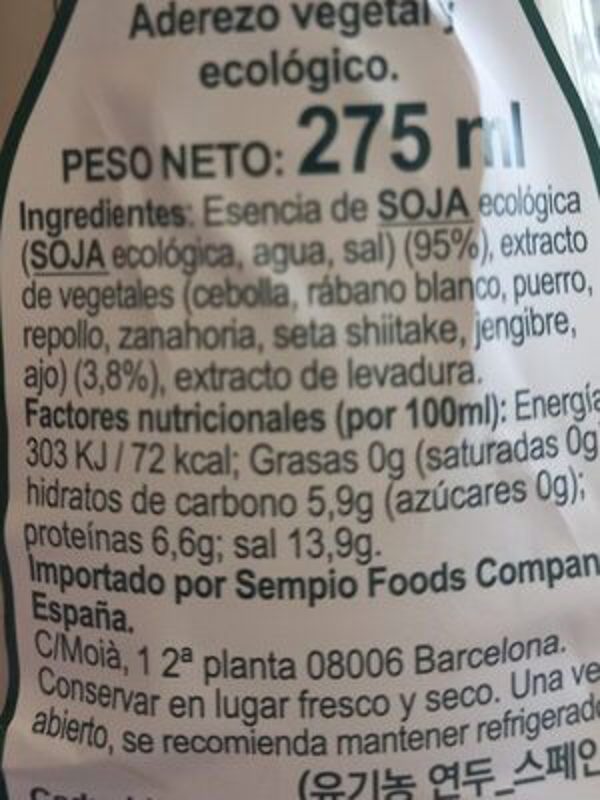 Aderezo vegetal y
ecológico.
PESO NETO: 275 ml
Ingredientes: Esencia de SOJA ecológica
(SOJA ecológica, agua, sal) (95%), extracto
de vegetales (cebolla, rábano blanco, puerro,
repollo, zanahoria, seta shiitake, jengibre,
ajo) (3,8%), extracto de levadura.
Factores nutricionales (por 100ml): Energía
303 KJ / 72 kcal; Grasas 0g (saturadas 0g)
hidratos de carbono 5,9g (azúcares 0g);
proteínas 6,6g; sal 13,9g.
Importado por Sempio Foods Compan
España.
C/Moià, 1 2ª planta 08006 Barcelona.
Conservar en lugar fresco y seco. Una ve
abierto, se recomienda mantener refrigerado
(유기농 연두_스페인